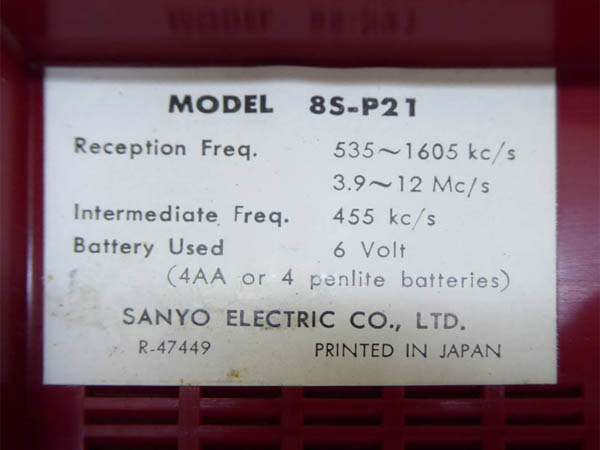 MODEL 8S-P21
Reception Freq. 535~1605 kc/s
3.9~12 Mc/s
Intermediate Freq. 455 kc/s
Battery Used 6 Volt
(4AA or 4 penlite batteries)
SANYO ELECTRIC CO., LTD.
R-47449 PRINTED IN JAPAN